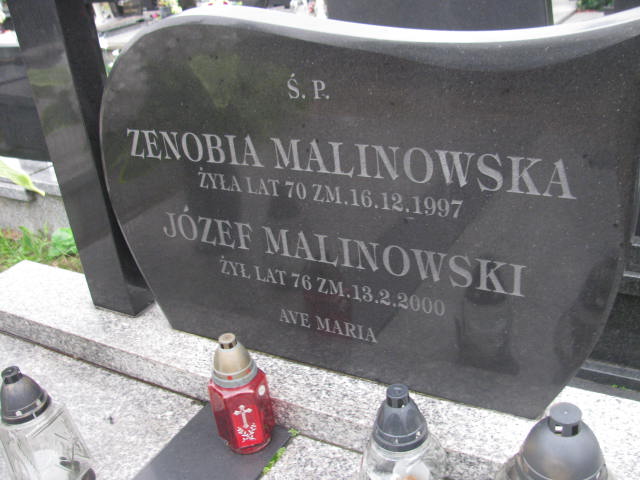 Ś. P.
ZENOBIA MALINOWSKA
ŻYŁA LAT 70 ZM.16.12.1997
JÓZEF MALINOWSKI
ŻYŁ LAT 76 ZM.13.2.2000
AVE MARIA